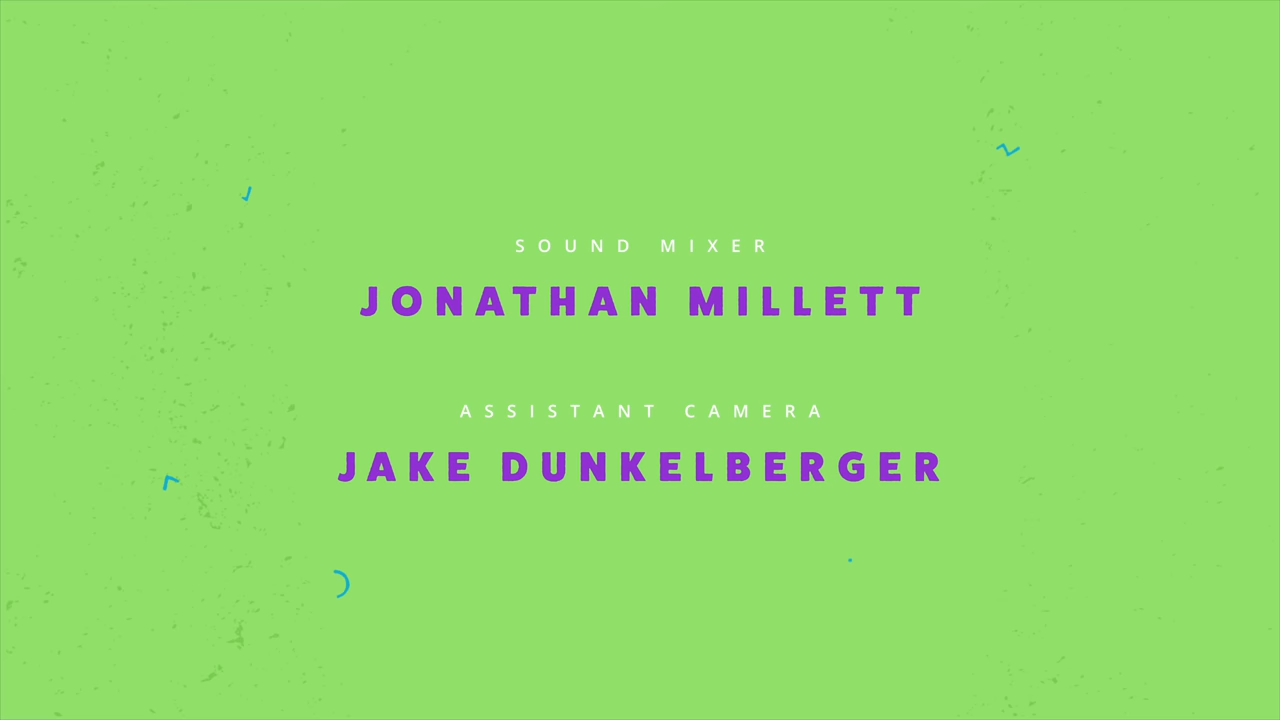 SOUND MIXER
JONATHAN MILLETT
ASSISTANT CAMERA
JAKE DUNKELBERGER